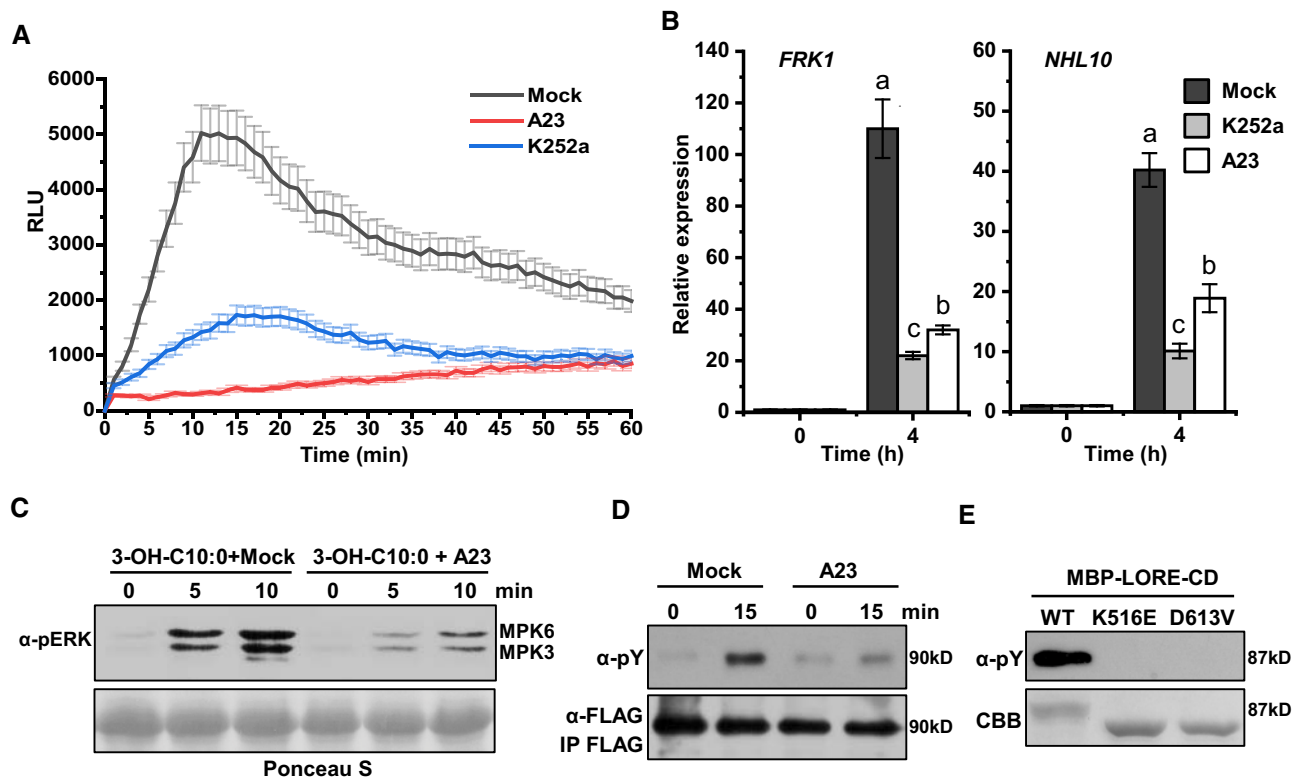 A
6000
5000
4000
3000
2000
1000
0
RLU
0 5 10 15 20 25 30 35 40 45 50 55 60
Time (min)
Mock
A23
K252a
B
FRK1
140
120
100
80
60
40
20
0
Relative expression
a
c
b
0 4
Time (h)
NHL10
60
50
40
30
20
10
0
a
c
b
0 4
Time (h)
Mock
K252a
A23
C
3-OH-C10:0+Mock 3-OH-C10:0 + A23
0 5 10 0 5 10 min
α-pERK
MPK6
MPK3
Ponceau S
D
Mock A23
0 15 0 15 min
α-pY 90kD
α-FLAG 90kD
IP FLAG
E
MBP-LORE-CD
WT K516E D613V
α-pY 87kD
CBB 87kD